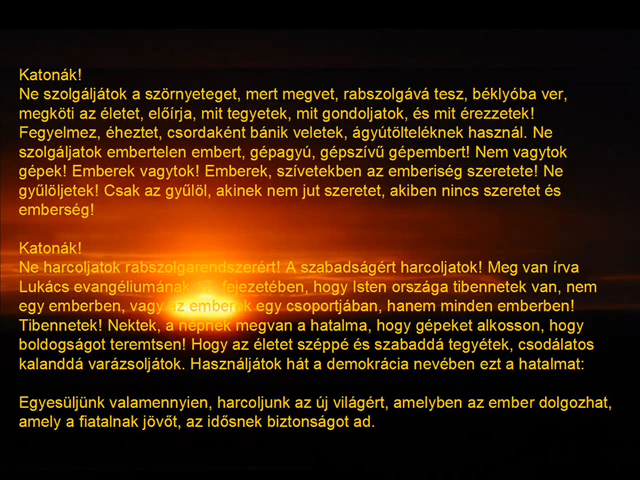 Katonák!
Ne szolgáljátok a szörnyeteget, mert megvet, rabszolgává tesz, béklyóba ver,
megköti az életet, előírja, mit tegyetek, mit gondoljatok, és mit érezzetek!
Fegyelmez, éheztet, csordaként bánik veletek, ágyútölteléknek használ. Ne
szolgáljatok embertelen embert, gépagyú, gépszívű gépembert! Nem vagytok
gépek! Emberek vagytok! Emberek, szívetekben az emberiség szeretete! Ne
gyűlöljetek! Csak az gyűlöl, akinek nem jut szeretet, akiben nincs szeretet és
emberség!
Katonák!
Ne harcoljatok rabszolgarendszerért! A szabadságért harcoljatok! Meg van írva
Lukács evangéliumának fejezetében, hogy Isten országa tibennetek van, nem
egy emberben, vagy az emberek egy csoportjában, hanem minden emberben!
Tibennetek! Nektek, a népnek megvan a hatalma, hogy gépeket alkosson, hogy
boldogságot teremtsen! Hogy az életet széppé és szabaddá tegyétek, csodálatos
kalanddá varázsoljátok. Használjátok hát a demokrácia nevében ezt a hatalmat:
Egyesüljünk valamennyien, harcoljunk az új világért, amelyben az ember dolgozhat,
amely a fiatalnak jövőt, az idősnek biztonságot ad.